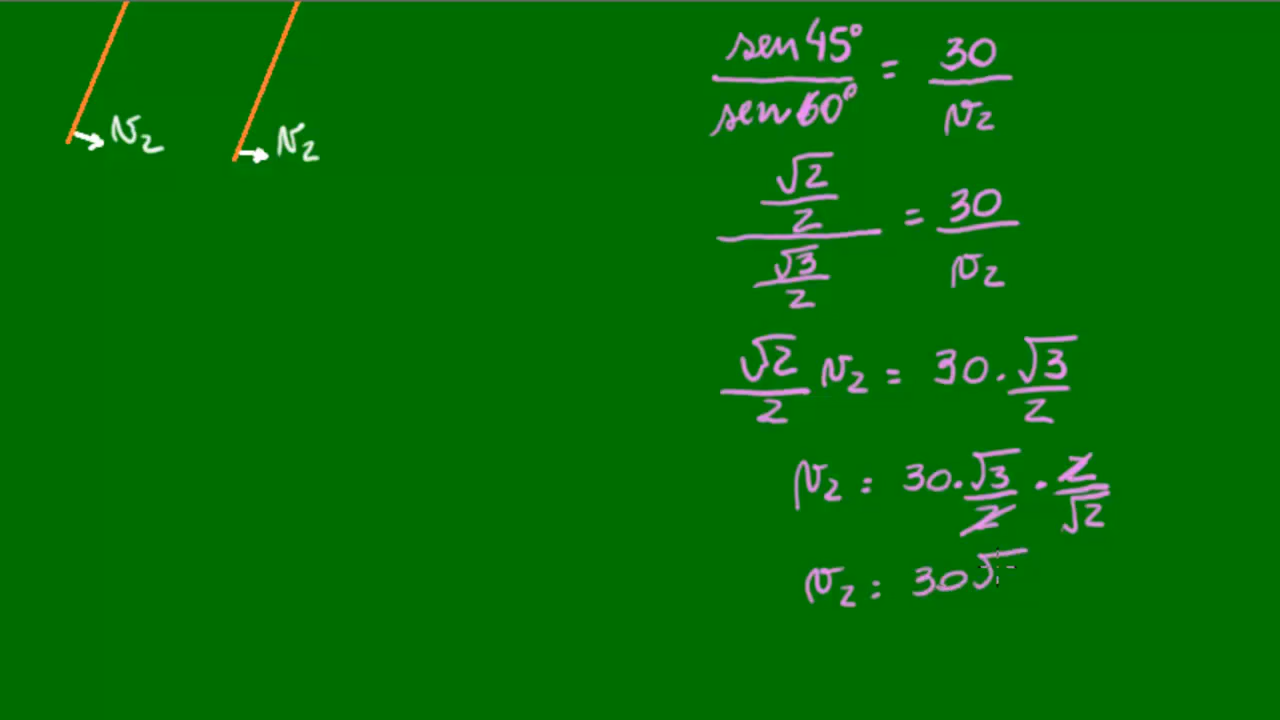 v₂ v₂
sen 45° / sen 60° = 30 / v₂
(√2/2) / (√3/2) = 30 / v₂
√2/2 v₂ = 30 . √3/2
v₂ = 30 . √3/2 . 2/√2
v₂ = 30√